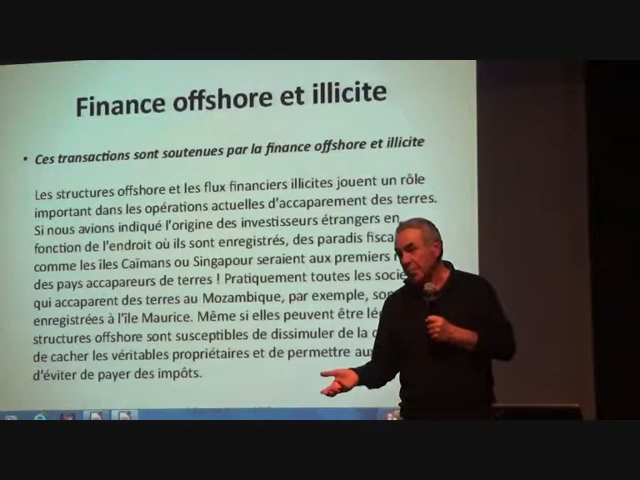 Finance offshore et illicite
• Ces transactions sont soutenues par la finance offshore et illicite
Les structures offshore et les flux financiers illicites jouent un rôle
important dans les opérations actuelles d'accaparement des terres.
Si nous avions indiqué l'origine des investisseurs étrangers en
fonction de l'endroit où ils sont enregistrés, des paradis
comme les îles Caïmans ou Singapour seraient aux premiers
des pays accapareurs de terres ! Pratiquement toutes les
qui accaparent des terres au Mozambique, par exemple,
enregistrées à l'île Maurice. Même si elles peuvent être
structures offshore sont susceptibles de dissimuler de la
de cacher les véritables propriétaires et de permettre
d'éviter de payer des impôts.